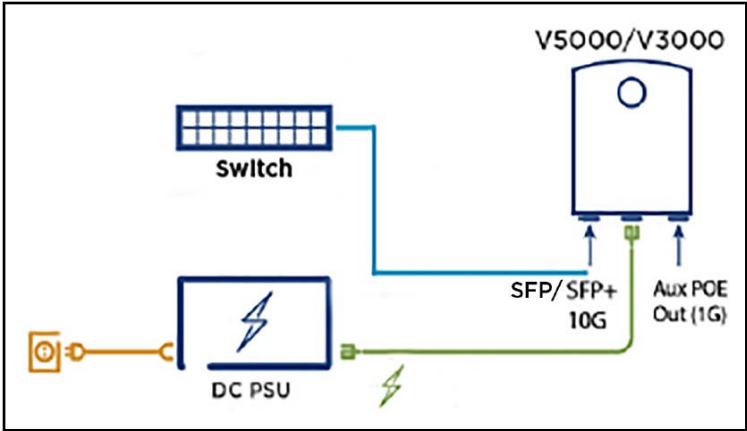 V5000/V3000
Switch
SFP/ SFP+
10G
Aux POE
Out (1G)
DC PSU